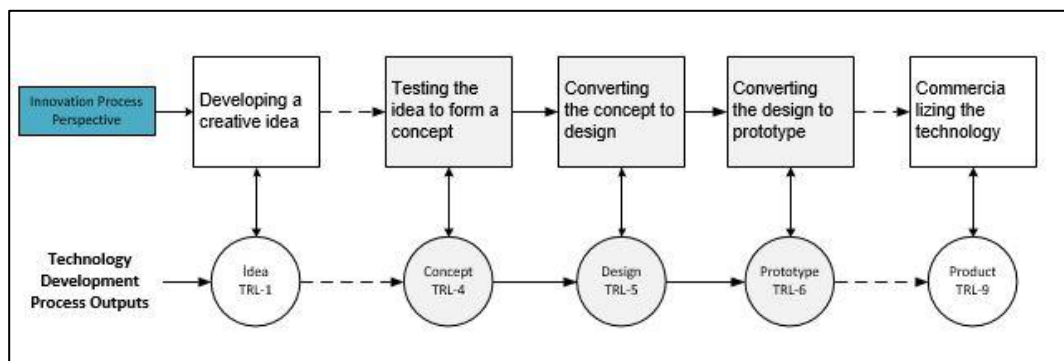 Innovation Process
Perspective
Developing a
creative idea
Testing the
idea to form a
concept
Converting
the concept to
design
Converting
the design to
prototype
Commercia
lizing the
technology
Technology
Development
Process Outputs
İdea
TRL-1
Concept
TRL-4
Design
TRL-5
Prototype
TRL-6
Product
TRL-9